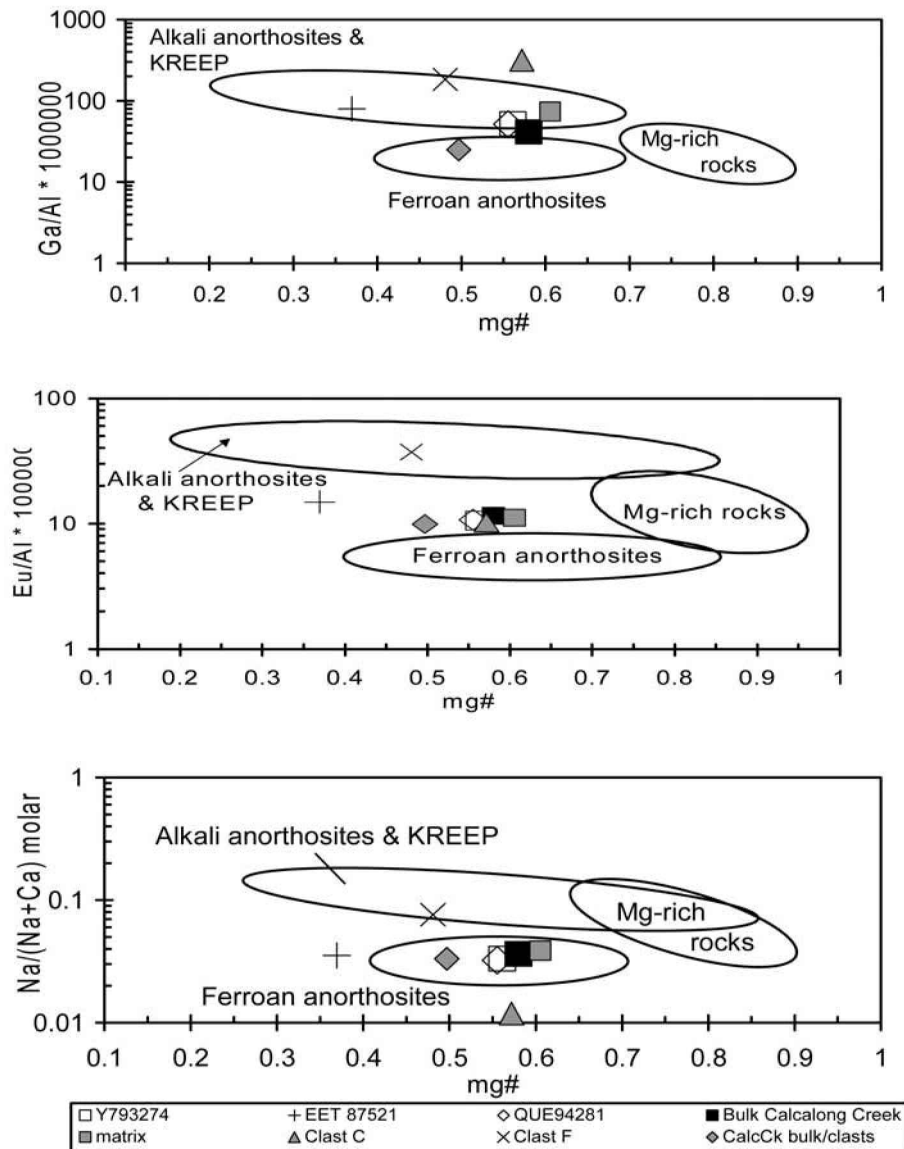 1000
Alkali anorthosites &
KREEP
100
Mg-rich
rocks
10
Ferroan anorthosites
1
Ga/Al * 10000000
0.1 0.2 0.3 0.4 0.5 0.6 0.7 0.8 0.9 1
mg#
100
Alkali anorthosites
& KREEP
Mg-rich rocks
10
Ferroan anorthosites
1
Eu/Al * 100000
0.1 0.2 0.3 0.4 0.5 0.6 0.7 0.8 0.9 1
mg#
1
Alkali anorthosites & KREEP
0.1
Mg-rich
rocks
Ferroan anorthosites
0.01
Na/(Na+Ca) molar
0.1 0.2 0.3 0.4 0.5 0.6 0.7 0.8 0.9 1
mg#
Y793274 EET 87521 QUE94281 Bulk Calcalong Creek
matrix Clast C Clast F CalcCk bulk/clasts